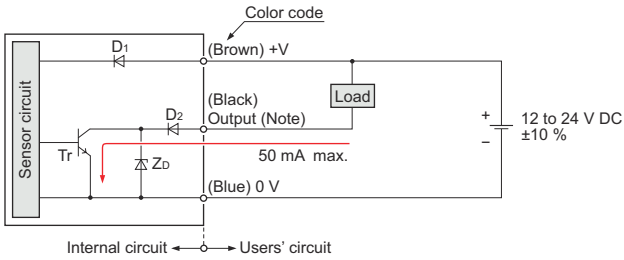 Color code
D1
(Brown) +V
Sensor circuit
(Black)
Output (Note)
D2
Load
Tr
ZD
50 mA max.
+
−
12 to 24 V DC
±10 %
(Blue) 0 V
Internal circuit
Users' circuit